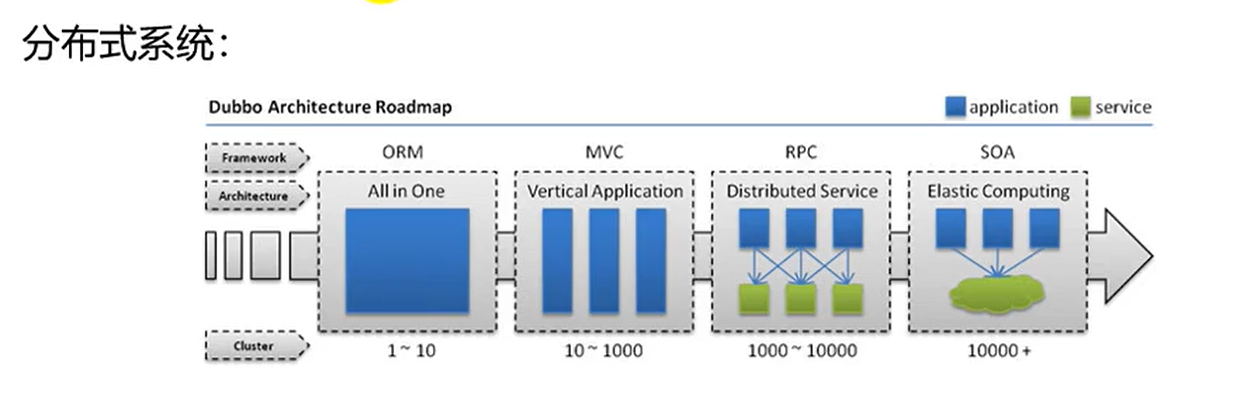 分布式系统：
Dubbo Architecture Roadmap
application service
Framework ORM MVC RPC SOA
Architecture All in One Vertical Application Distributed Service Elastic Computing
Cluster 1 ~ 10 10 ~ 1000 1000 ~ 10000 10000 +